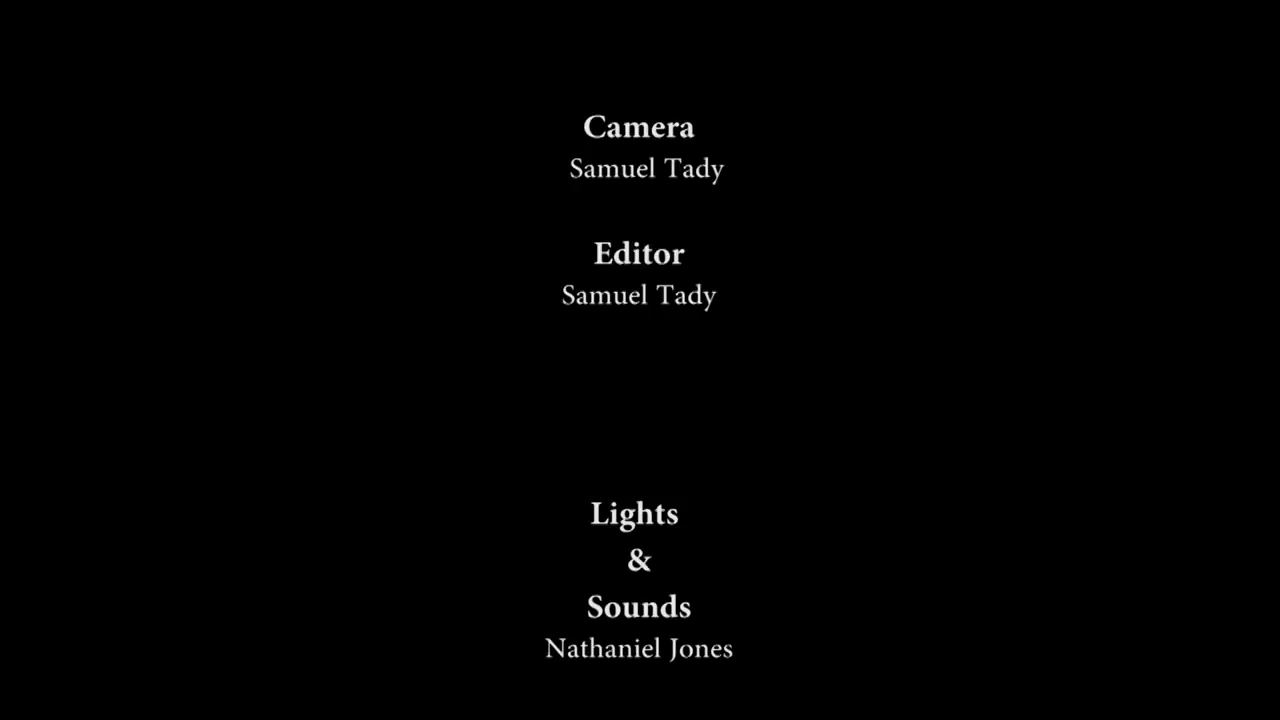 Camera
Samuel Tady
Editor
Samuel Tady
Lights
&
Sounds
Nathaniel Jones